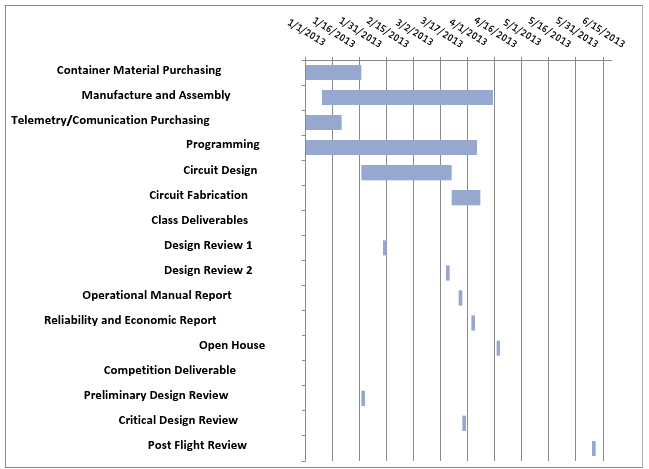 1/1/2013
1/16/2013
1/31/2013
2/15/2013
3/2/2013
3/17/2013
4/1/2013
4/16/2013
5/1/2013
5/16/2013
5/31/2013
6/15/2013
Container Material Purchasing
Manufacture and Assembly
Telemetry/Comunication Purchasing
Programming
Circuit Design
Circuit Fabrication
Class Deliverables
Design Review 1
Design Review 2
Operational Manual Report
Reliability and Economic Report
Open House
Competition Deliverable
Preliminary Design Review
Critical Design Review
Post Flight Review